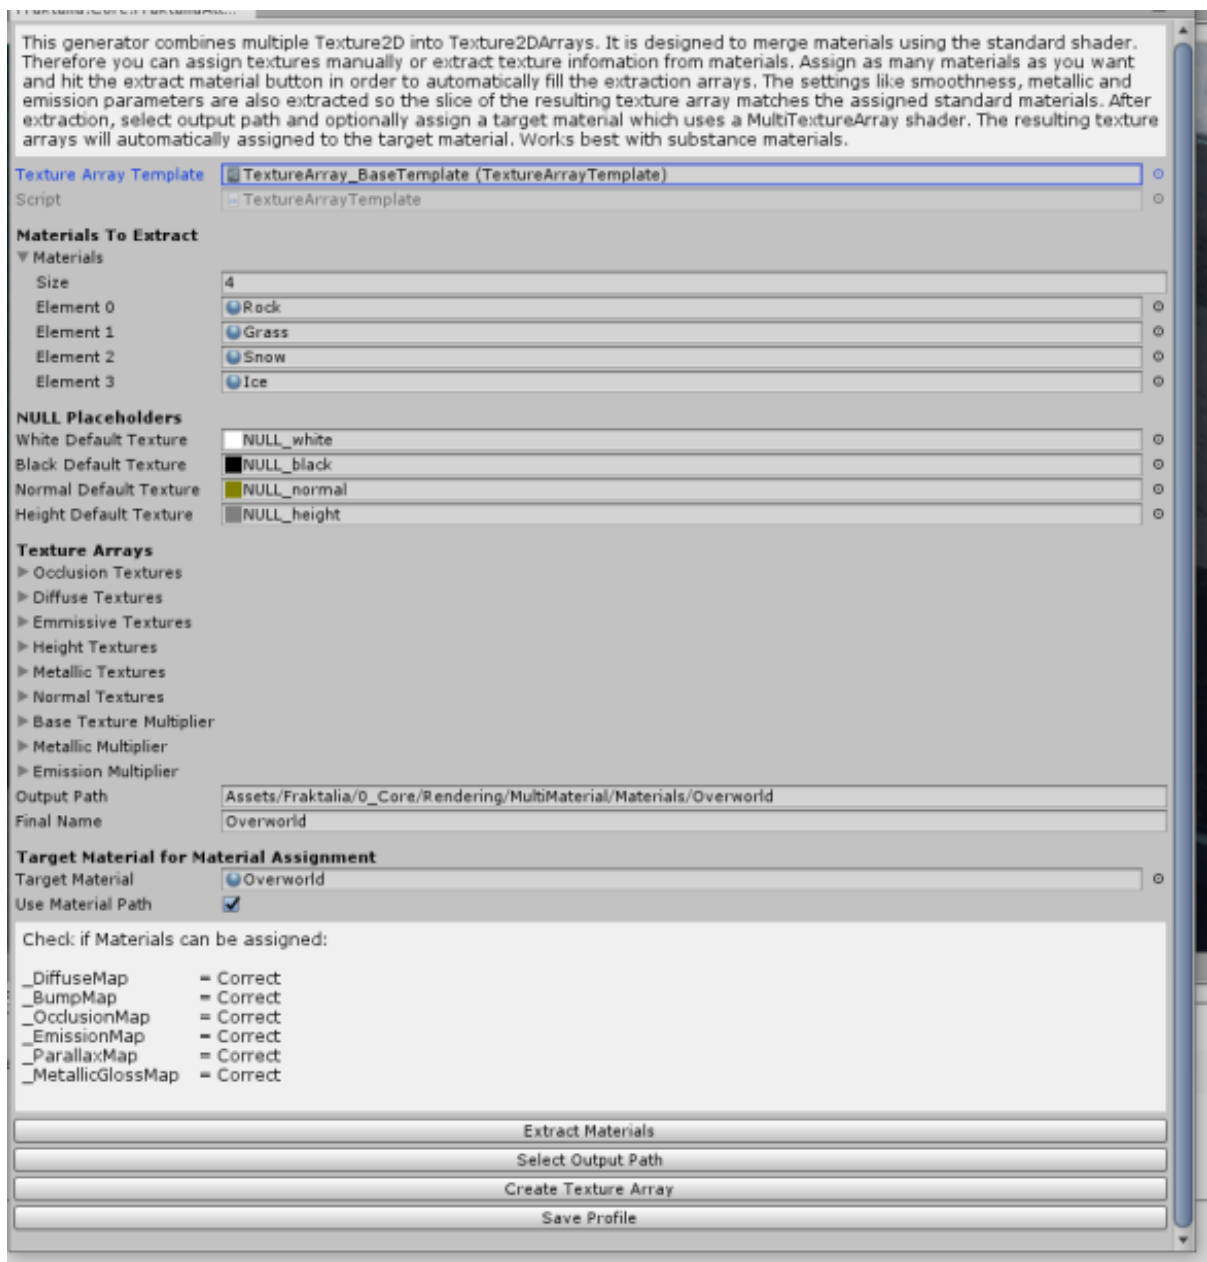 This generator combines multiple Texture2D into Texture2DArrays. It is designed to merge materials using the standard shader.
Therefore you can assign textures manually or extract texture infomation from materials. Assign as many materials as you want
and hit the extract material button in order to automatically fill the extraction arrays. The settings like smoothness, metallic and
emission parameters are also extracted so the slice of the resulting texture array matches the assigned standard materials. After
extraction, select output path and optionally assign a target material which uses a MultiTextureArray shader. The resulting texture
arrays will automatically assigned to the target material. Works best with substance materials.
Texture Array Template TextureArray_BaseTemplate (TextureArrayTemplate)
Script TextureArrayTemplate
Materials To Extract
Materials
Size 4
Element 0 Rock
Element 1 Grass
Element 2 Snow
Element 3 Ice
NULL Placeholders
White Default Texture NULL_white
Black Default Texture NULL_black
Normal Default Texture NULL_normal
Height Default Texture NULL_height
Texture Arrays
Occlusion Textures
Diffuse Textures
Emmissive Textures
Height Textures
Metallic Textures
Normal Textures
Base Texture Multiplier
Metallic Multiplier
Emission Multiplier
Output Path Assets/Fraktalia/0_Core/Rendering/MultiMaterial/Materials/Overworld
Final Name Overworld
Target Material for Material Assignment
Target Material Overworld
Use Material Path
Check if Materials can be assigned:
_DiffuseMap = Correct
_BumpMap = Correct
_OcclusionMap = Correct
_EmissionMap = Correct
_ParallaxMap = Correct
_MetallicGlossMap = Correct
Extract Materials
Select Output Path
Create Texture Array
Save Profile